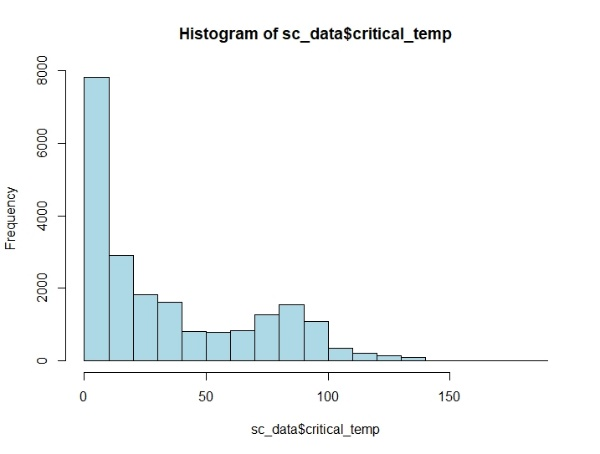 Histogram of sc_data$critical_temp
Frequency
8000
6000
4000
2000
0
0 50 100 150
sc_data$critical_temp